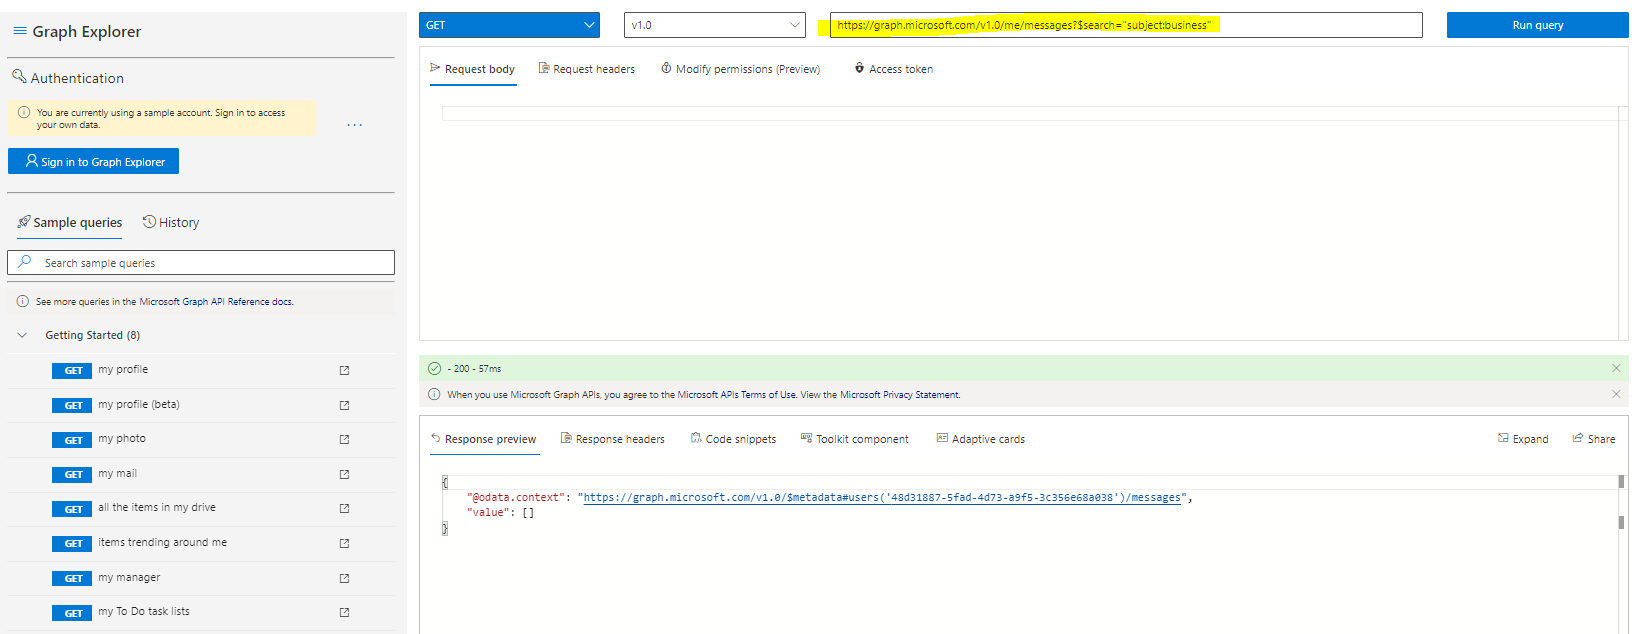 Graph Explorer
Authentication
You are currently using a sample account. Sign in to access
your own data.
...
Sign in to Graph Explorer
Sample queries
History
Search sample queries
See more queries in the Microsoft Graph API Reference docs.
Getting Started (8)
GET my profile
GET my profile (beta)
GET my photo
GET my mail
GET all the items in my drive
GET items trending around me
GET my manager
GET my To Do task lists
GET
v1.0
https://graph.microsoft.com/v1.0/me/messages?$search="subject:business"
Run query
Request body
Request headers
Modify permissions (Preview)
Access token
- 200 - 57ms
When you use Microsoft Graph APIs, you agree to the Microsoft APIs Terms of Use. View the Microsoft Privacy Statement.
Response preview
Response headers
Code snippets
Toolkit component
Adaptive cards
Expand
Share
{
"@odata.context": "https://graph.microsoft.com/v1.0/$metadata#users('48d31887-5fad-4d73-a9f5-3c356e68a038')/messages",
"value": []
}